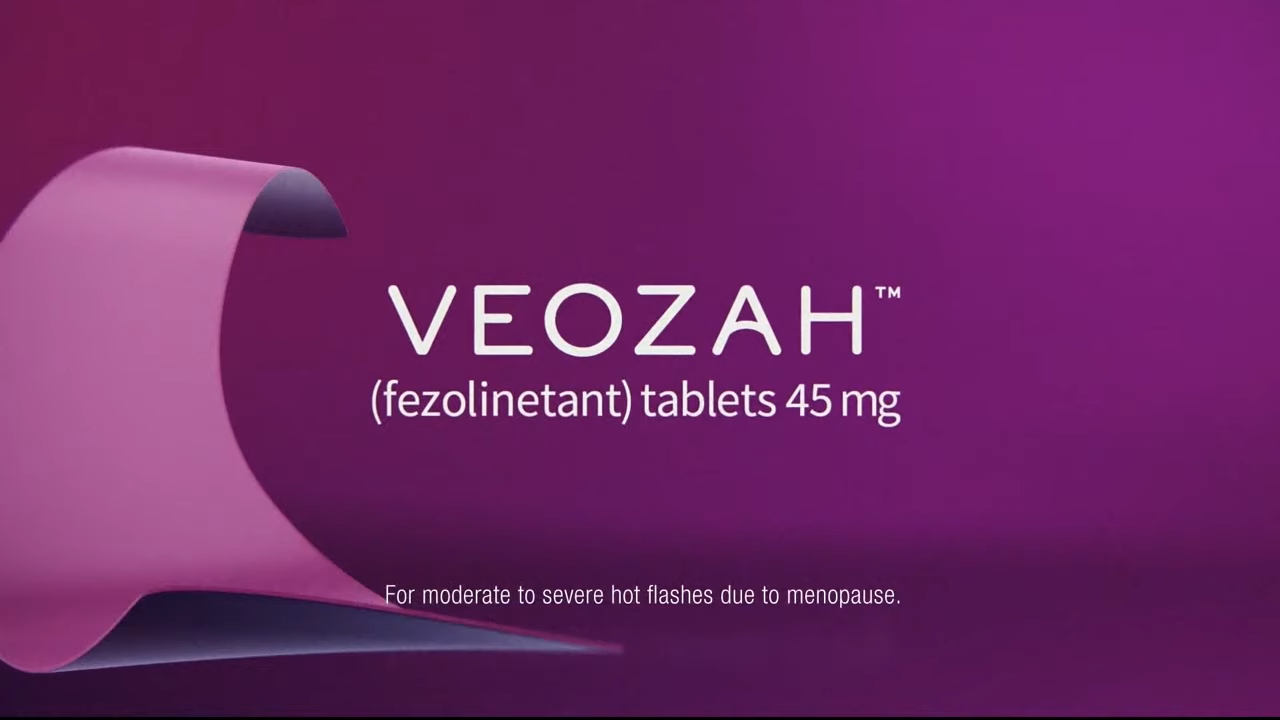 VEOZAH™
(fezolinetant) tablets 45 mg
For moderate to severe hot flashes due to menopause.